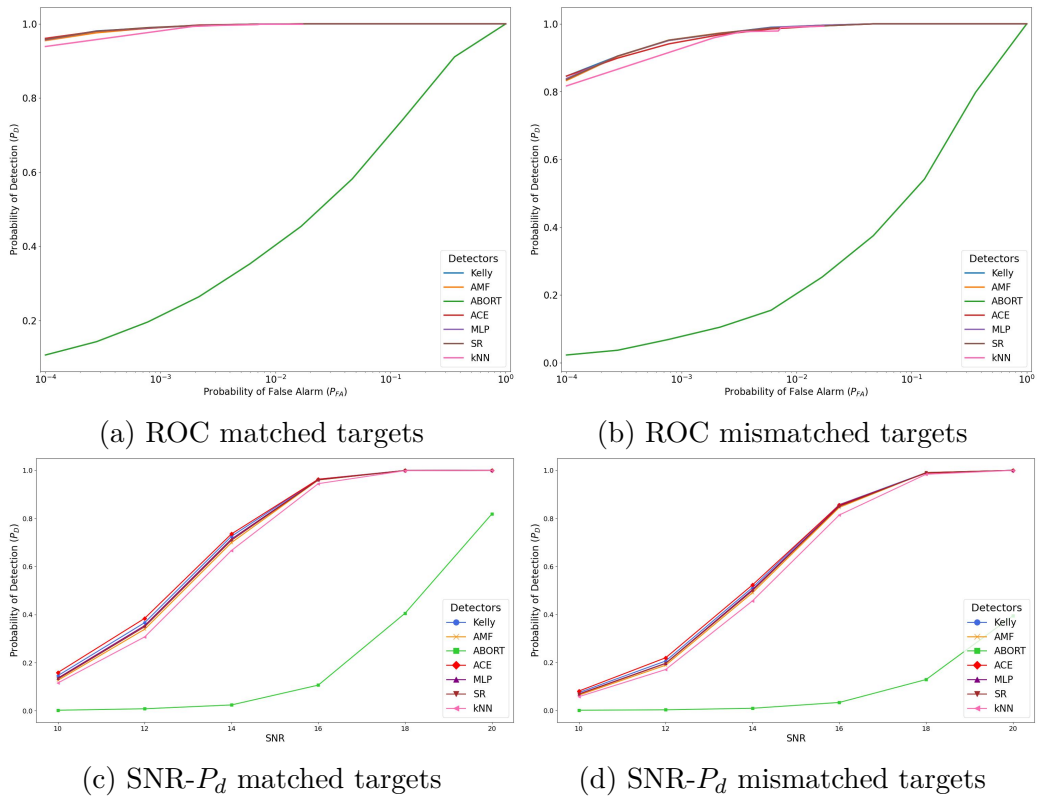 1.0
0.8
0.6
0.4
0.2
Probability of Detection (P_D)
Detectors
Kelly
AMF
ABORT
ACE
MLP
SR
kNN
10⁻⁴ 10⁻³ 10⁻² 10⁻¹ 10⁰
Probability of False Alarm (P_FA)
(a) ROC matched targets
1.0
0.8
0.6
0.4
0.2
0.0
Probability of Detection (P_D)
Detectors
Kelly
AMF
ABORT
ACE
MLP
SR
kNN
10⁻⁴ 10⁻³ 10⁻² 10⁻¹ 10⁰
Probability of False Alarm (P_FA)
(b) ROC mismatched targets
1.0
0.8
0.6
0.4
0.2
0.0
Probability of Detection (P_D)
Detectors
Kelly
AMF
ABORT
ACE
MLP
SR
kNN
10 12 14 16 18 20
SNR
(c) SNR-P_d matched targets
1.0
0.8
0.6
0.4
0.2
0.0
Probability of Detection (P_D)
Detectors
Kelly
AMF
ABORT
ACE
MLP
SR
kNN
10 12 14 16 18 20
SNR
(d) SNR-P_d mismatched targets